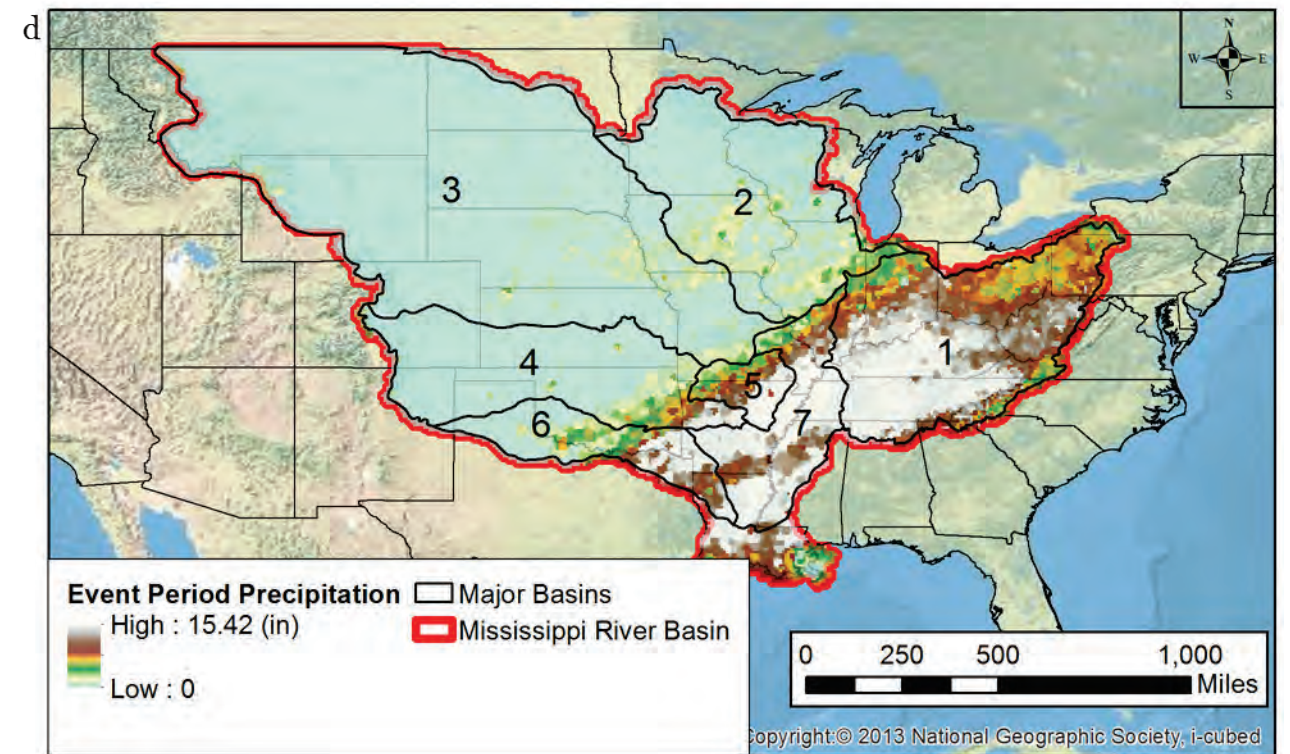 d
N
W E
S
3
2
1
4
5
6
7
Event Period Precipitation
High : 15.42 (in)
Low : 0
Major Basins
Mississippi River Basin
0 250 500 1,000
Miles
Copyright:© 2013 National Geographic Society, i-cubed